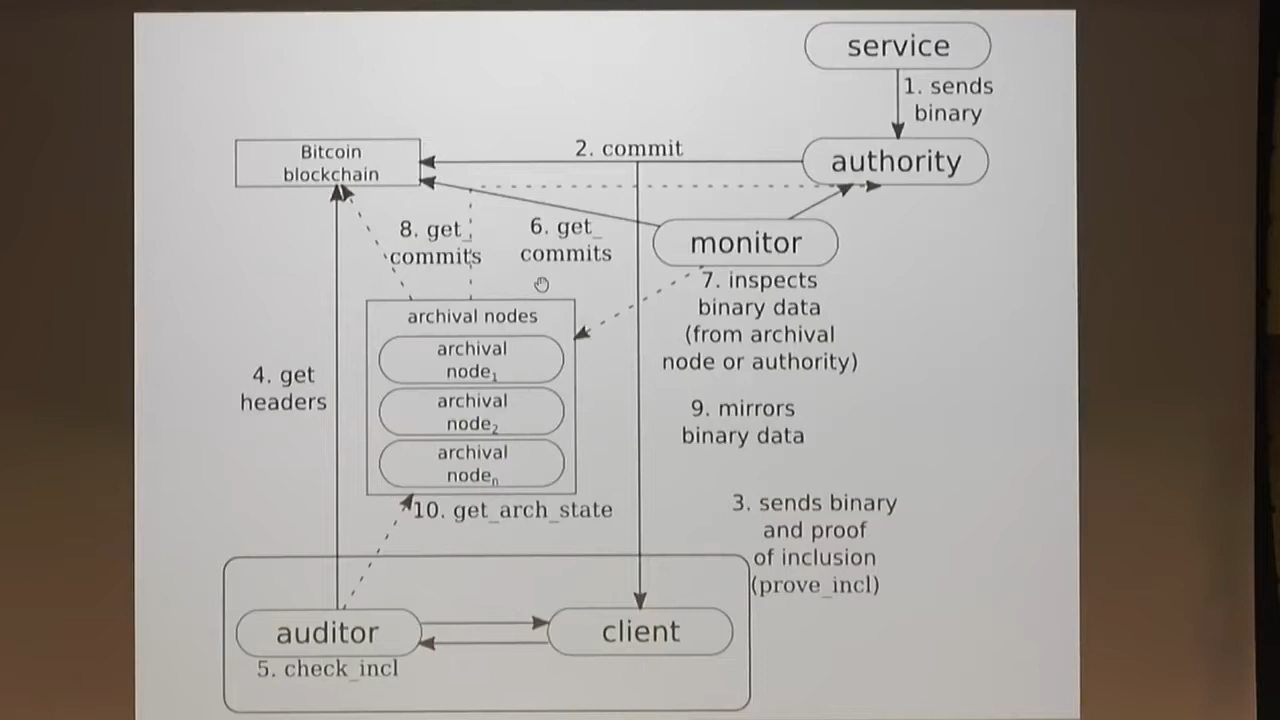 service
1. sends
binary
Bitcoin
blockchain
2. commit
authority
8. get_
commits
6. get_
commits
monitor
7. inspects
binary data
(from archival
node or authority)
archival nodes
archival
node1
archival
node2
archival
noden
4. get
headers
9. mirrors
binary data
10. get_arch_state
3. sends binary
and proof
of inclusion
(prove_incl)
auditor
client
5. check_incl